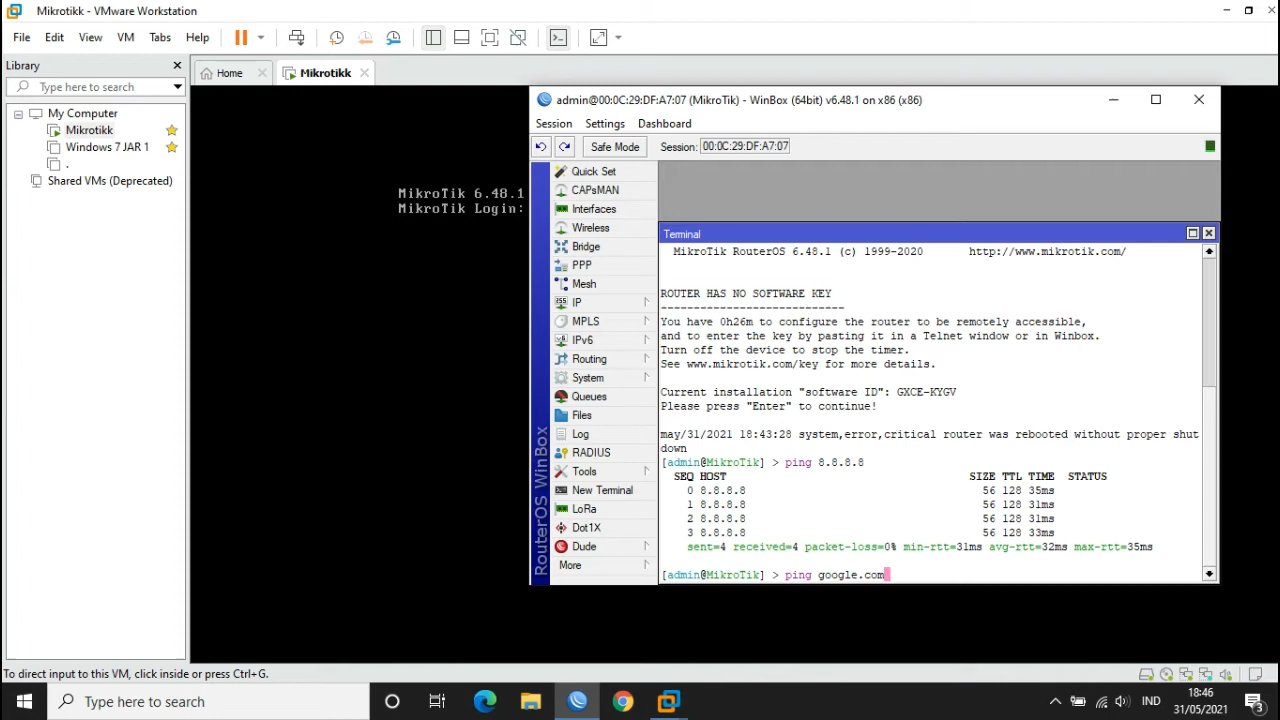 Mikrotikk - VMware Workstation
File Edit View VM Tabs Help
Library
Type here to search
My Computer
Mikrotikk
Windows 7 JAR 1
.
Shared VMs (Deprecated)
Home
Mikrotikk
MikroTik 6.48.1
MikroTik Login:
admin@00:0C:29:DF:A7:07 (MikroTik) - WinBox (64bit) v6.48.1 on x86 (x86)
Session Settings Dashboard
Safe Mode Session: 00:0C:29:DF:A7:07
RouterOS WinBox
Quick Set
CAPsMAN
Interfaces
Wireless
Bridge
PPP
Mesh
IP
MPLS
IPv6
Routing
System
Queues
Files
Log
RADIUS
Tools
New Terminal
LoRa
Dot1X
Dude
More
Terminal
MikroTik RouterOS 6.48.1 (c) 1999-2020 http://www.mikrotik.com/
ROUTER HAS NO SOFTWARE KEY
----------------------------
You have 0h26m to configure the router to be remotely accessible,
and to enter the key by pasting it in a Telnet window or in Winbox.
Turn off the device to stop the timer.
See www.mikrotik.com/key for more details.
Current installation "software ID": GXCE-KYGV
Please press "Enter" to continue!
may/31/2021 18:43:28 system,error,critical router was rebooted without proper shut
down
[admin@MikroTik] > ping 8.8.8.8
SEQ HOST SIZE TTL TIME STATUS
0 8.8.8.8 56 128 35ms
1 8.8.8.8 56 128 31ms
2 8.8.8.8 56 128 31ms
3 8.8.8.8 56 128 33ms
sent=4 received=4 packet-loss=0% min-rtt=31ms avg-rtt=32ms max-rtt=35ms
[admin@MikroTik] > ping google.com
To direct input to this VM, click inside or press Ctrl+G.
Type here to search
IND
18:46
31/05/2021
3